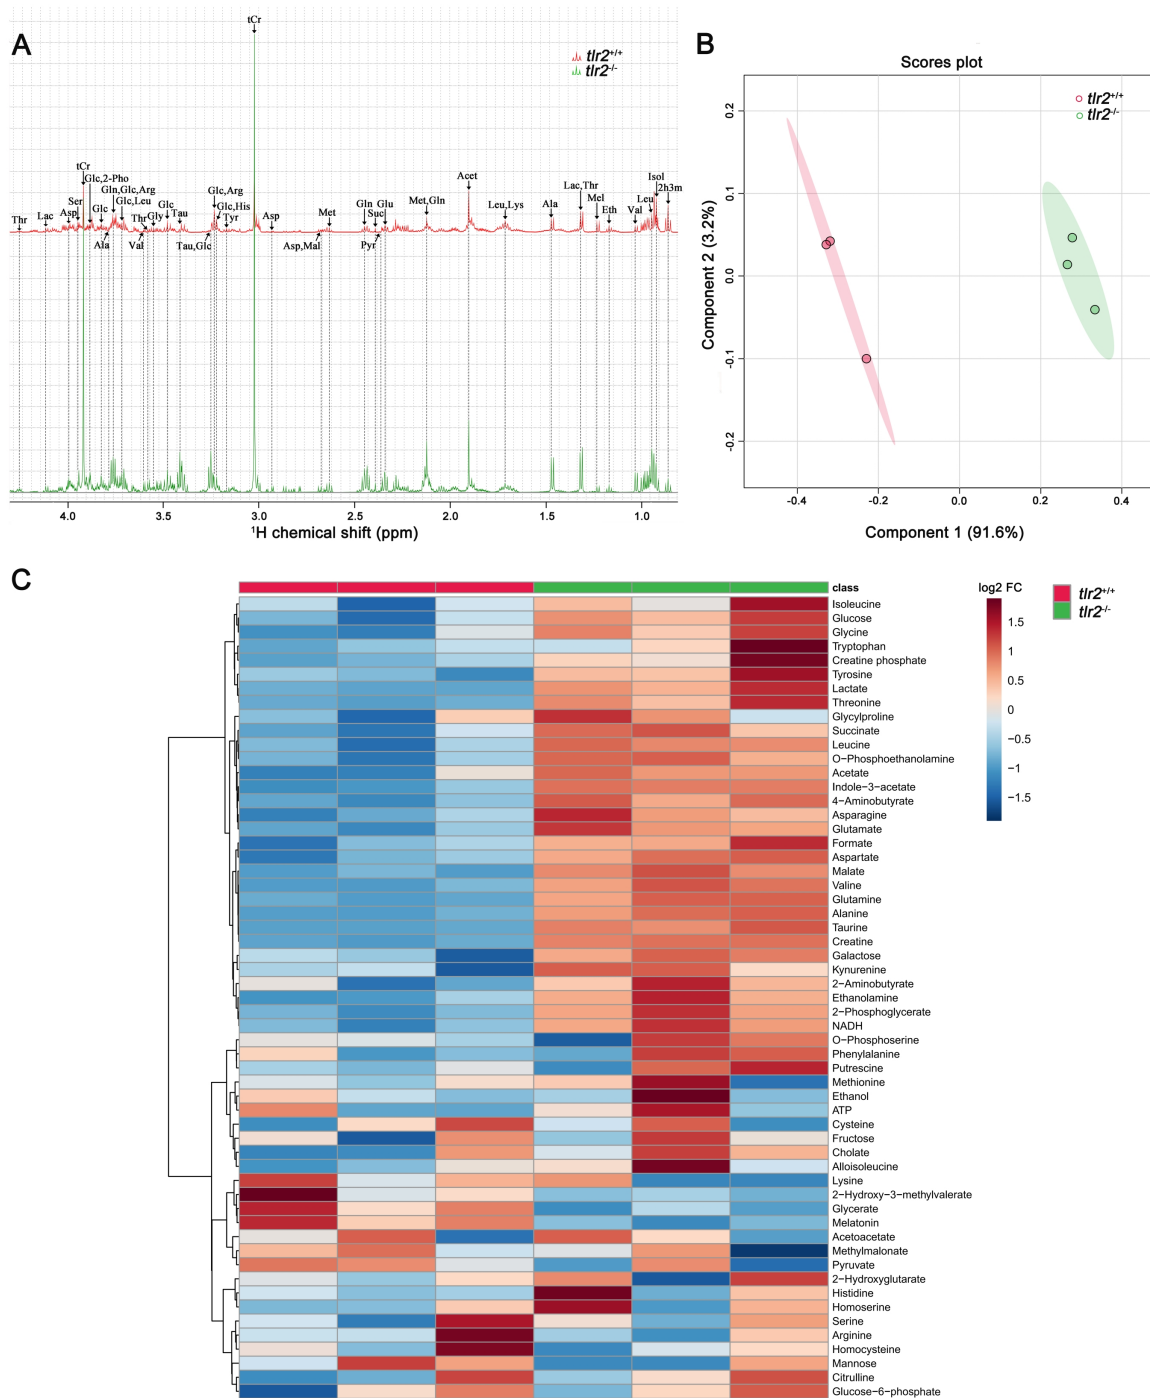 A
tCr
tlr2+/+
tlr2-/-
tCr
Glc,2-Pho
Gln,Glc,Arg
Glc,Leu
Ser
Asp
Lac
Thr
Glc
Ala
Val
Thr
Gly
Glc
Tau
Tau,Glc
Glc,Arg
Glc,His
Tyr
Asp
Met
Asp,Mal
Gln
Suc
Glu
Pyr
Met,Gln
Acet
Leu,Lys
Ala
Lac,Thr
Mel
Eth
Val
Leu
Isol
2h3m
4.0 3.5 3.0 2.5 2.0 1.5 1.0
1H chemical shift (ppm)
B
Scores plot
tlr2+/+
tlr2-/-
Component 2 (3.2%)
0.2
0.1
0.0
-0.1
-0.2
-0.4 -0.2 0.0 0.2 0.4
Component 1 (91.6%)
C
class
Isoleucine
Glucose
Glycine
Tryptophan
Creatine phosphate
Tyrosine
Lactate
Threonine
Glycylproline
Succinate
Leucine
O−Phosphoethanolamine
Acetate
Indole−3−acetate
4−Aminobutyrate
Asparagine
Glutamate
Formate
Aspartate
Malate
Valine
Glutamine
Alanine
Taurine
Creatine
Galactose
Kynurenine
2−Aminobutyrate
Ethanolamine
2−Phosphoglycerate
NADH
O−Phosphoserine
Phenylalanine
Putrescine
Methionine
Ethanol
ATP
Cysteine
Fructose
Cholate
Alloisoleucine
Lysine
2−Hydroxy−3−methylvalerate
Glycerate
Melatonin
Acetoacetate
Methylmalonate
Pyruvate
2−Hydroxyglutarate
Histidine
Homoserine
Serine
Arginine
Homocysteine
Mannose
Citrulline
Glucose−6−phosphate
log2 FC
1.5
1
0.5
0
−0.5
−1
−1.5
tlr2+/+
tlr2-/-